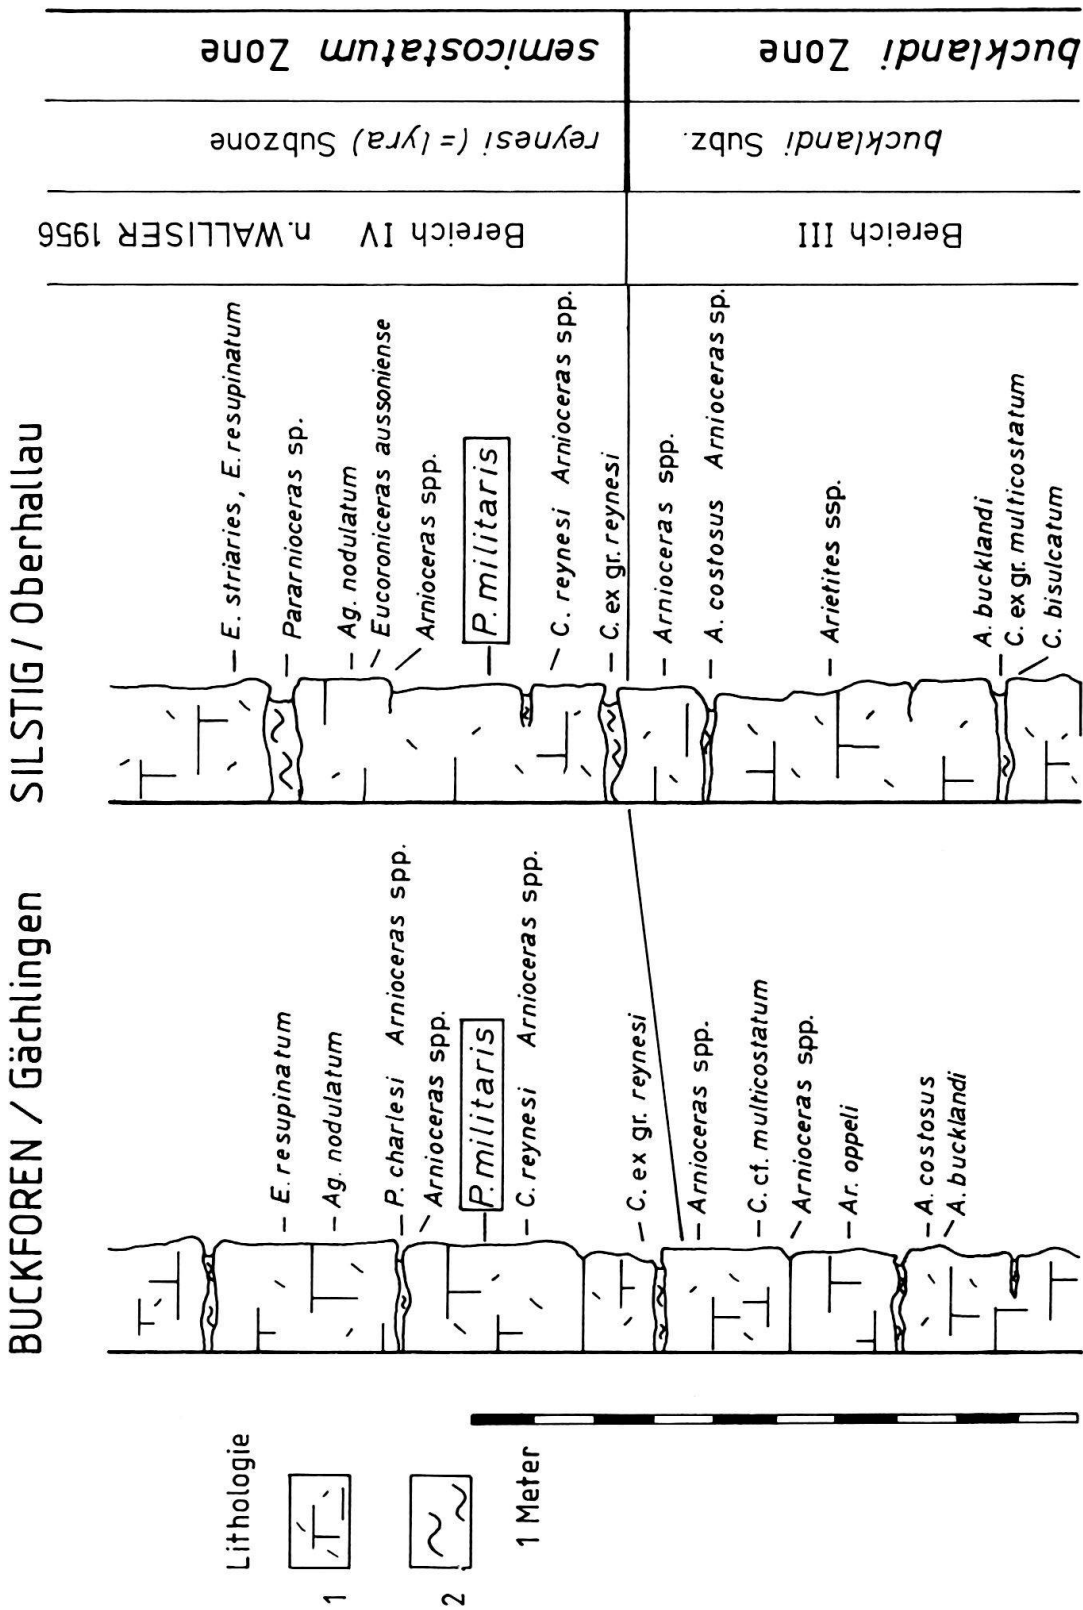 BUCKFOREN / Gächlingen
SILSTIG / Oberhallau
Lithologie
1
2
1 Meter
E. resupinatum
Ag. nodulatum
P. charlesi Arnioceras spp.
Arnioceras spp.
P. militaris
C. reynesi Arnioceras spp.
C. ex gr. reynesi
Arnioceras spp.
C. cf. multicostatum
Arnioceras spp.
Ar. oppeli
A. costosus
A. bucklandi
E. striaries, E. resupinatum
Pararnioceras sp.
Ag. nodulatum
Eucoroniceras aussoniense
Arnioceras spp.
P. militaris
C. reynesi Arnioceras spp.
C. ex gr. reynesi
Arnioceras spp.
A. costosus Arnioceras sp.
Arietites ssp.
A. bucklandi
C. ex gr. multicostatum
C. bisulcatum
Bereich IV n. WALLISER 1956
Bereich III
reynesi (= lyra) Subzone
bucklandi Subz.
semicostatum Zone
bucklandi Zone